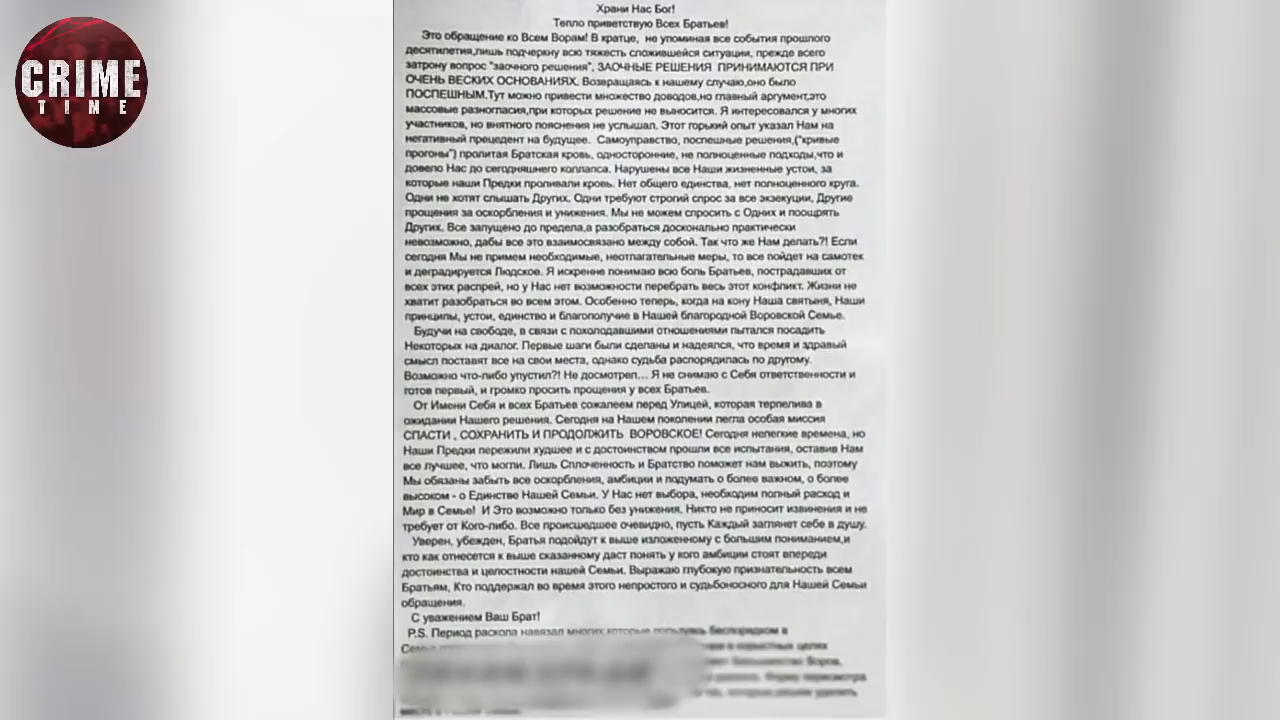 CRIME
TIME
Храни Нас Бог!
Тепло приветствую Всех Братьев!
Это обращение ко Всем Ворам! В кратце, не упоминая все события прошлого
десятилетия,лишь подчеркну всю тяжесть сложившейся ситуации, прежде всего
затрону вопрос "заочного решения", ЗАОЧНЫЕ РЕШЕНИЯ ПРИНИМАЮТСЯ ПРИ
ОЧЕНЬ ВЕСКИХ ОСНОВАНИЯХ. Возвращаясь к нашему случаю,оно было
ПОСПЕШНЫМ.Тут можно привести множество доводов,но главный аргумент,это
массовые разногласия,при которых решение не выносится. Я интересовался у многих
участников, но внятного пояснения не услышал. Этот горький опыт указал Нам на
негативный прецедент на будущее. Самоуправство, поспешные решения,("кривые
прогоны") пролитая Братская кровь, односторонние, не полноценные подходы,что и
довело Нас до сегодняшнего коллапса. Нарушены все Наши жизненные устои, за
которые наши Предки проливали кровь. Нет общего единства, нет полноценного круга.
Одни не хотят слышать Других. Одни требуют строгий спрос за все экзекуции, Другие
прощения за оскорбления и унижения. Мы не можем спросить с Одних и поощрять
Других. Все запущено до предела,а разобраться досконально практически
невозможно, дабы все это взаимосвязано между собой. Так что же Нам делать?! Если
сегодня Мы не примем необходимые, неотлагательные меры, то все пойдет на самотек
и деградируется Людское. Я искренне понимаю всю боль Братьев, пострадавших от
всех этих распрей, но у Нас нет возможности перебрать весь этот конфликт. Жизни не
хватит разобраться во всем этом. Особенно теперь, когда на кону Наша святыня, Наши
принципы, устои, единство и благополучие в Нашей благородной Воровской Семье.
Будучи на свободе, в связи с похолодавшими отношениями пытался посадить
Некоторых на диалог. Первые шаги были сделаны и надеялся, что время и здравый
смысл поставят все на свои места, однако судьба распорядилась по другому.
Возможно что-либо упустил?! Не досмотрел... Я не снимаю с Себя ответственности и
готов первый, и громко просить прощения у всех Братьев.
От Имени Себя и всех Братьев сожалеем перед Улицей, которая терпелива в
ожидании Нашего решения. Сегодня на Нашем поколении легла особая миссия
СПАСТИ , СОХРАНИТЬ И ПРОДОЛЖИТЬ ВОРОВСКОЕ! Сегодня нелегкие времена, но
Наши Предки пережили худшее и с достоинством прошли все испытания, оставив Нам
все лучшее, что могли. Лишь Сплоченность и Братство поможет нам выжить, поэтому
Мы обязаны забыть все оскорбления, амбиции и подумать о более важном, о более
высоком - о Единстве Нашей Семьи. У Нас нет выбора, необходим полный расход и
Мир в Семье! И Это возможно только без унижения. Никто не приносит извинения и не
требует от Кого-либо. Все происшедшее очевидно, пусть Каждый заглянет себе в душу.
Уверен, убежден, Братья подойдут к выше изложенному с большим пониманием,и
кто как отнесется к выше сказанному даст понять у кого амбиции стоят впереди
достоинства и целостности нашей Семьи. Выражаю глубокую признательность всем
Братьям, Кто поддержал во время этого непростого и судьбоносного для Нашей Семьи
обращения.
С уважением Ваш Брат!
P.S. Период раскола навязал многих,которые пользуясь беспорядком в
в корыстных целях
Большинство Воров,
пересмотра
которые решили уделить